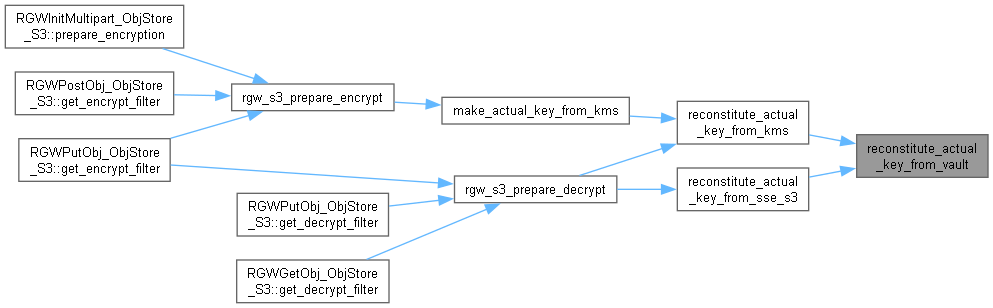 RGWInitMultipart_ObjStore
_S3::prepare_encryption
RGWPostObj_ObjStore
_S3::get_encrypt_filter
RGWPutObj_ObjStore
_S3::get_encrypt_filter
rgw_s3_prepare_encrypt
make_actual_key_from_kms
reconstitute_actual
_key_from_kms
reconstitute_actual
_key_from_vault
rgw_s3_prepare_decrypt
reconstitute_actual
_key_from_sse_s3
RGWPutObj_ObjStore
_S3::get_decrypt_filter
RGWGetObj_ObjStore
_S3::get_decrypt_filter